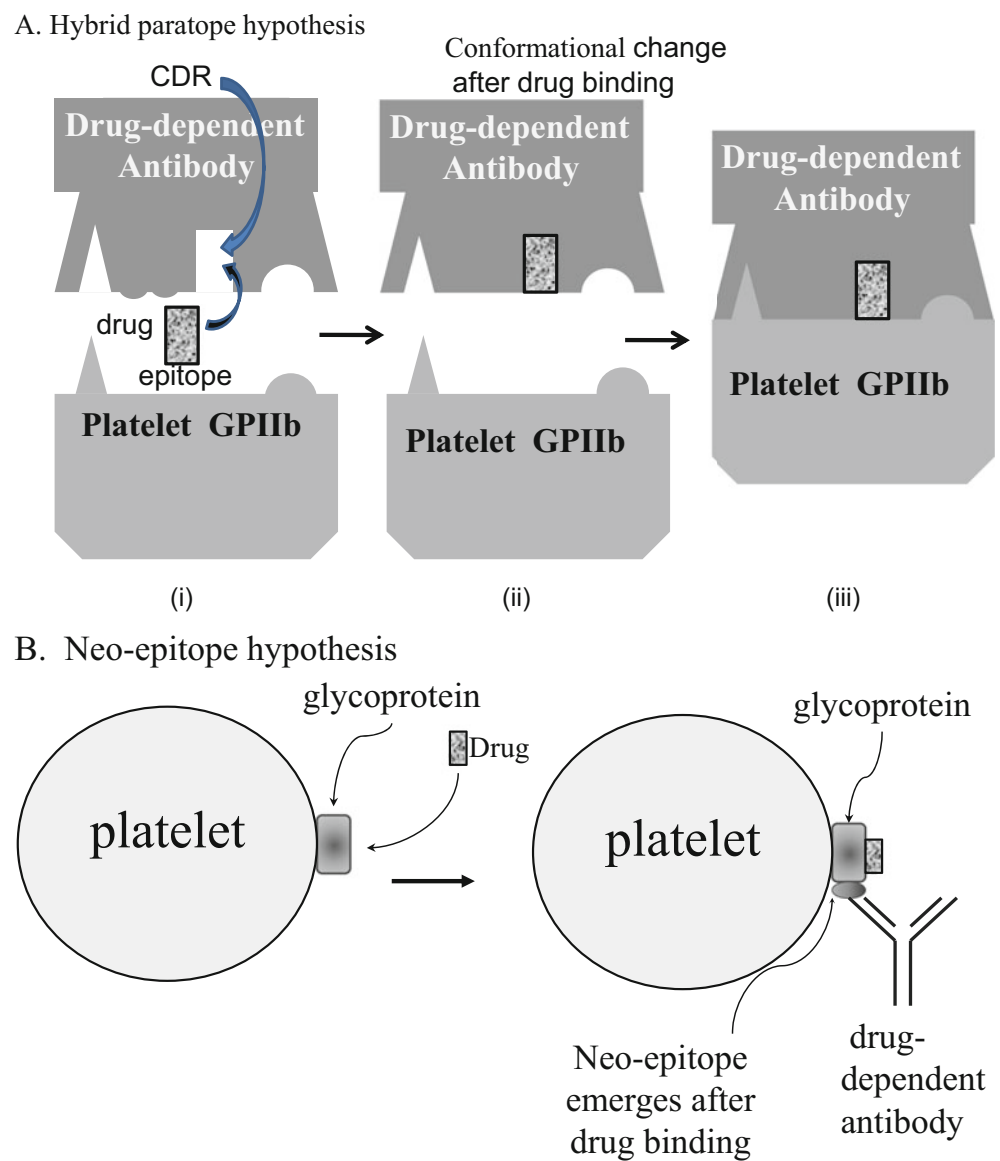 A. Hybrid paratope hypothesis
CDR
Drug-dependent
Antibody
drug
epitope
Platelet GPIIb
(i)
Conformational change
after drug binding
Drug-dependent
Antibody
Platelet GPIIb
(ii)
Drug-dependent
Antibody
Platelet GPIIb
(iii)
B. Neo-epitope hypothesis
glycoprotein
Drug
platelet
glycoprotein
platelet
Neo-epitope
emerges after
drug binding
drug-
dependent
antibody